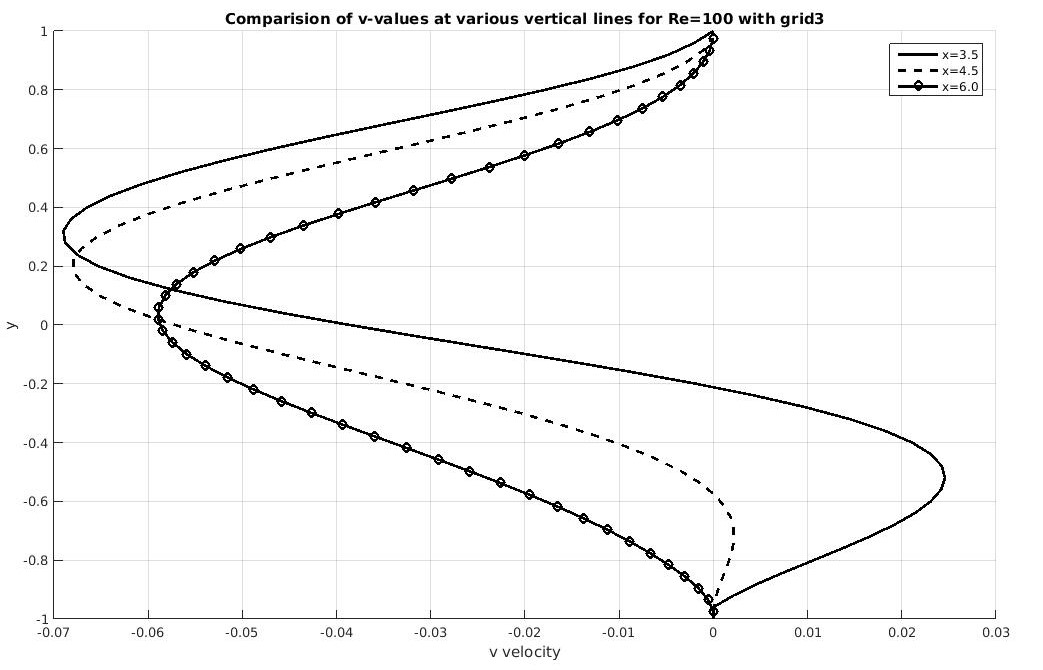 Comparision of v-values at various vertical lines for Re=100 with grid3
x=3.5
x=4.5
x=6.0
1
0.8
0.6
0.4
0.2
0
-0.2
-0.4
-0.6
-0.8
-1
y
-0.07 -0.06 -0.05 -0.04 -0.03 -0.02 -0.01 0 0.01 0.02 0.03
v velocity